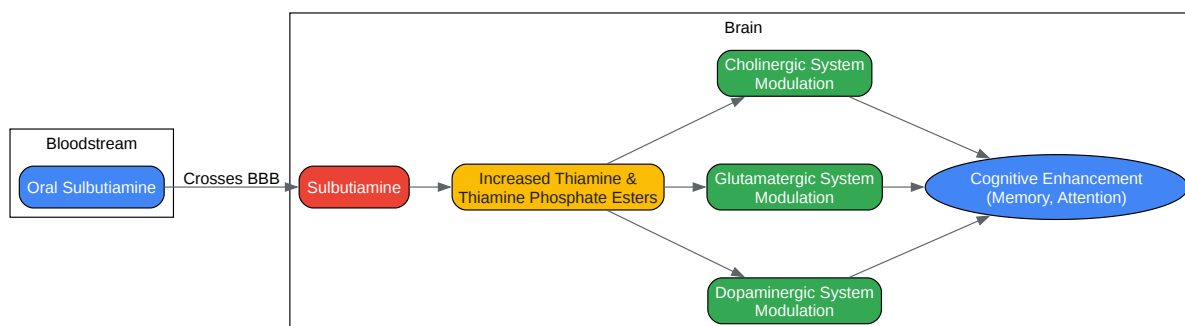 Brain
Bloodstream
Oral Sulbutiamine
Crosses BBB
Sulbutiamine
Increased Thiamine &
Thiamine Phosphate Esters
Cholinergic System
Modulation
Glutamatergic System
Modulation
Dopaminergic System
Modulation
Cognitive Enhancement
(Memory, Attention)